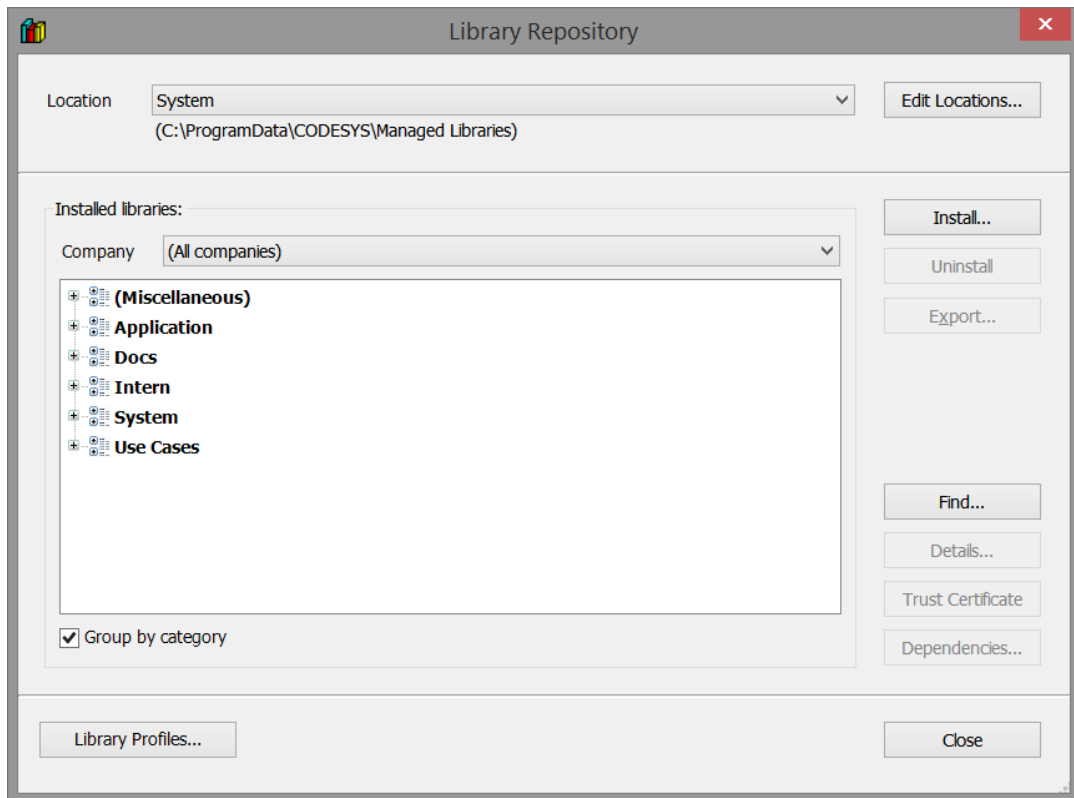 Library Repository
Location
System
Edit Locations...
(C:\ProgramData\CODESYS\Managed Libraries)
Installed libraries:
Install...
Company
(All companies)
Uninstall
(Miscellaneous)
Export...
Application
Docs
Intern
System
Use Cases
Find...
Details...
Trust Certificate
Group by category
Dependencies...
Library Profiles...
Close